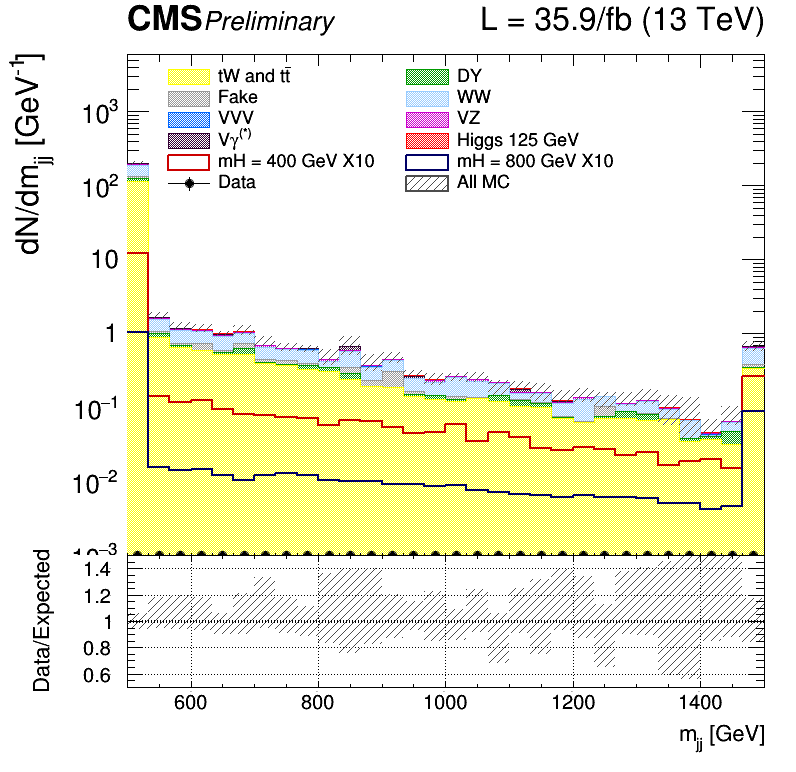 CMS Preliminary L = 35.9/fb (13 TeV)
dN/dm_jj [GeV⁻¹]
tW and tt̄ DY
Fake WW
VVV VZ
Vγ⁽*⁾ Higgs 125 GeV
mH = 400 GeV X10 mH = 800 GeV X10
Data All MC
10³
10²
10
1
10⁻¹
10⁻²
10⁻³
Data/Expected
1.4
1.2
1
0.8
0.6
600 800 1000 1200 1400
m_jj [GeV]